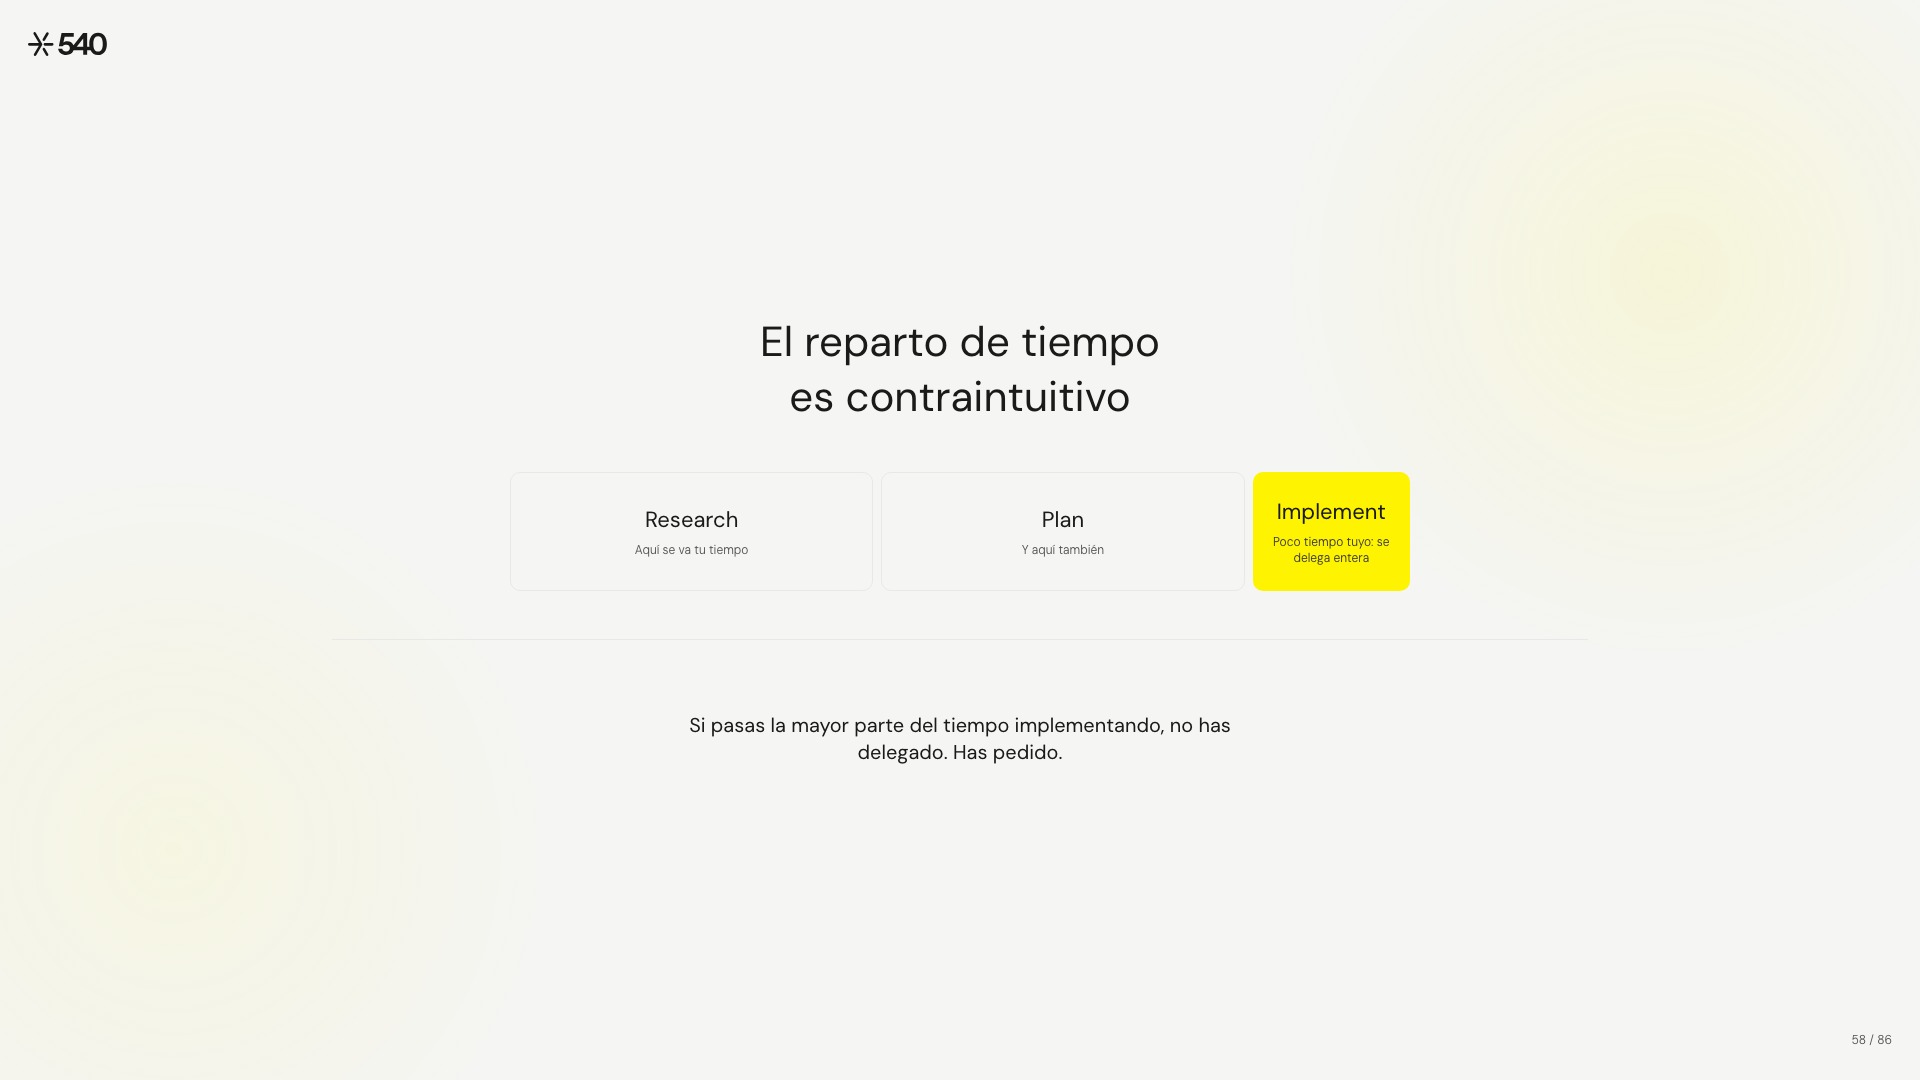 540
El reparto de tiempo
es contraintuitivo
Research
Aquí se va tu tiempo
Plan
Y aquí también
Implement
Poco tiempo tuyo: se
delega entera
Si pasas la mayor parte del tiempo implementando, no has
delegado. Has pedido.
58 / 86